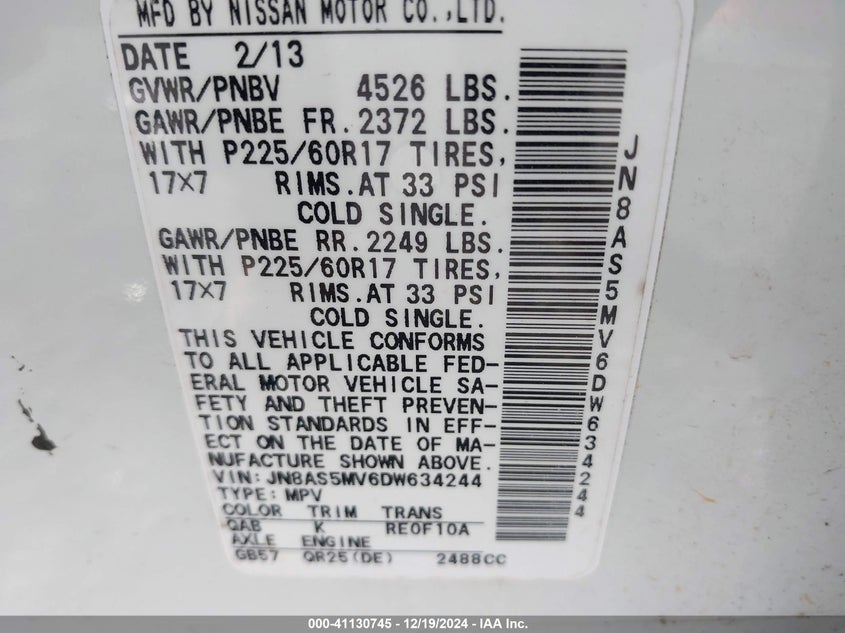 MFD BY NISSAN MOTOR CO.,LTD.
DATE 2/13
GVWR/PNBV 4526 LBS.
GAWR/PNBE FR.2372 LBS.
WITH P225/60R17 TIRES,
17X7 RIMS.AT 33 PSI
COLD SINGLE.
GAWR/PNBE RR.2249 LBS.
WITH P225/60R17 TIRES,
17X7 RIMS.AT 33 PSI
COLD SINGLE.
THIS VEHICLE CONFORMS
TO ALL APPLICABLE FED-
ERAL MOTOR VEHICLE SA-
FETY AND THEFT PREVEN-
TION STANDARDS IN EFF-
ECT ON THE DATE OF MA-
NUFACTURE SHOWN ABOVE.
VIN: JN8AS5MV6DW634244
TYPE: MPV
COLOR TRIM TRANS
QAB K RE0F10A
AXLE ENGINE
GB57 QR25(DE) 2488CC
JN8AS5MV6DW634244
000-41130745 - 12/19/2024 - IAA Inc.